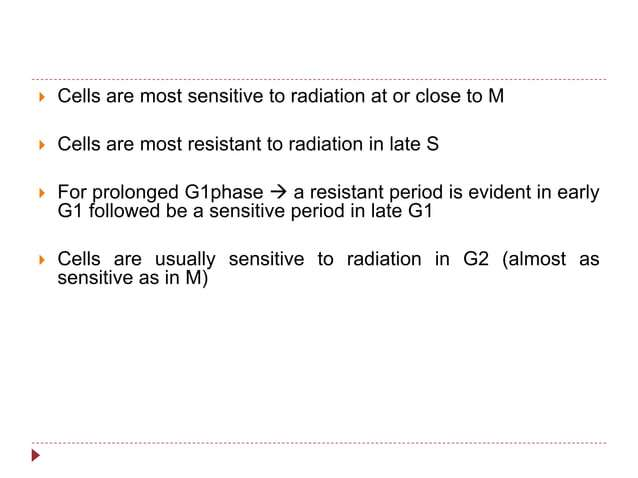 Cells are most sensitive to radiation at or close to M
Cells are most resistant to radiation in late S
For prolonged G1phase → a resistant period is evident in early
G1 followed be a sensitive period in late G1
Cells are usually sensitive to radiation in G2 (almost as
sensitive as in M)